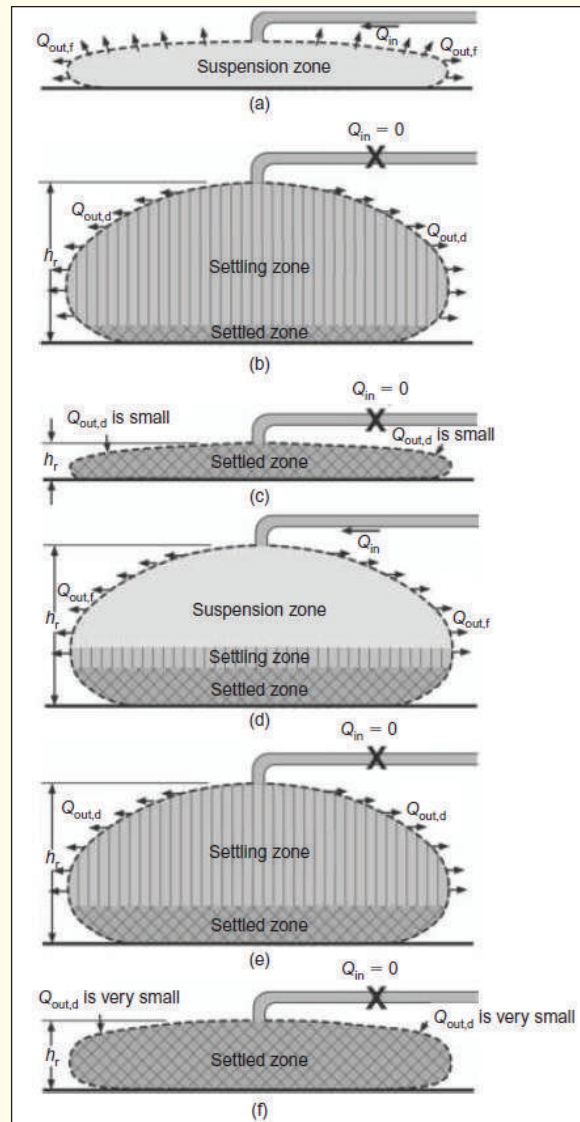 Q_out,f
Q_in
Q_out,f
Suspension zone
(a)
Q_in = 0
X
Q_out,d
Q_out,d
h_r
Settling zone
Settled zone
(b)
Q_in = 0
X
Q_out,d is small
Q_out,d is small
h_r
Settled zone
(c)
Q_in
Q_out,f
Suspension zone
h_r
Q_out,f
Settling zone
Settled zone
(d)
Q_in = 0
X
Q_out,d
Q_out,d
Settling zone
h_r
Settled zone
(e)
Q_in = 0
X
Q_out,d is very small
Q_out,d is very small
h_r
Settled zone
(f)